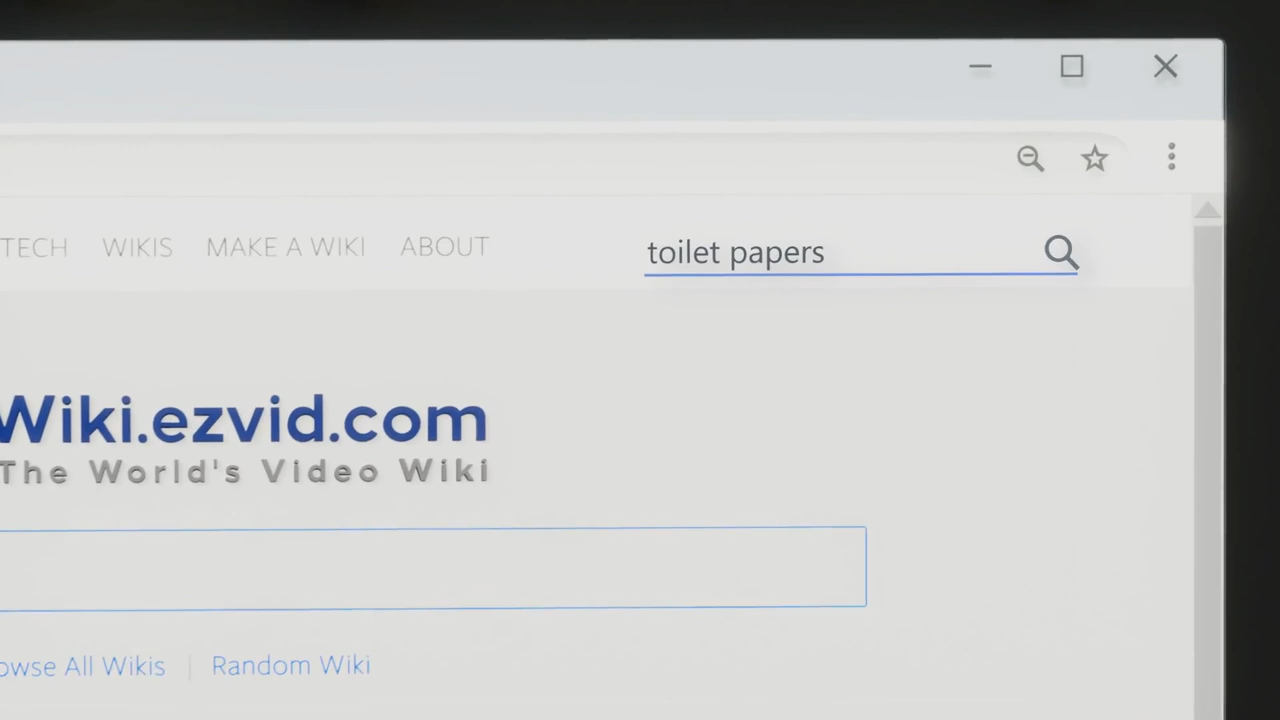 TECH WIKIS MAKE A WIKI ABOUT
toilet papers
Wiki.ezvid.com
The World's Video Wiki
owse All Wikis | Random Wiki